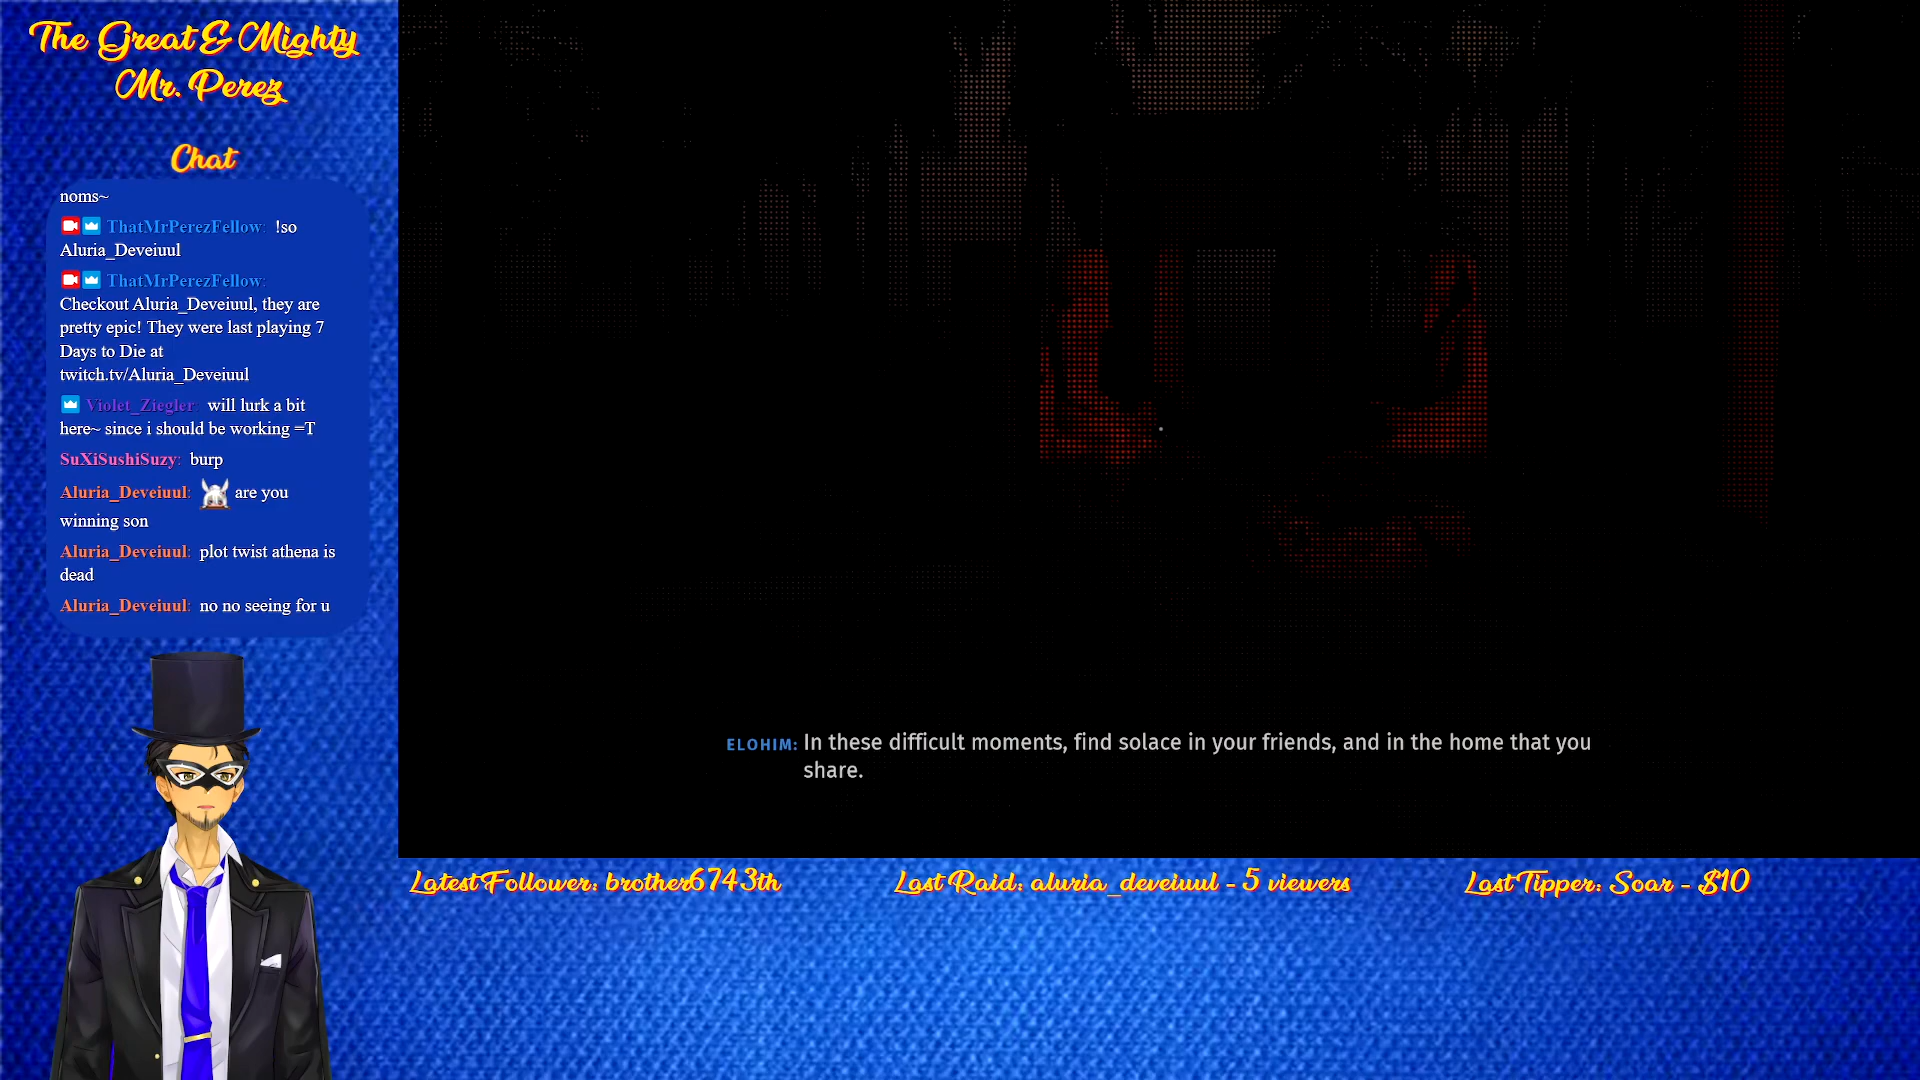 The Great & Mighty
Mr. Perez
Chat
noms~
ThatMrPerezFellow: !so
Aluria_Deveiuul
ThatMrPerezFellow:
Checkout Aluria_Deveiuul, they are
pretty epic! They were last playing 7
Days to Die at
twitch.tv/Aluria_Deveiuul
Violet_Ziegler: will lurk a bit
here~ since i should be working =T
SuXiSushiSuzy: burp
Aluria_Deveiuul: are you
winning son
Aluria_Deveiuul: plot twist athena is
dead
Aluria_Deveiuul: no no seeing for u
ELOHIM: In these difficult moments, find solace in your friends, and in the home that you
share.
Latest Follower: brother6743th
Last Raid: aluria_deveiuul - 5 viewers
Last Tipper: Soar - $10